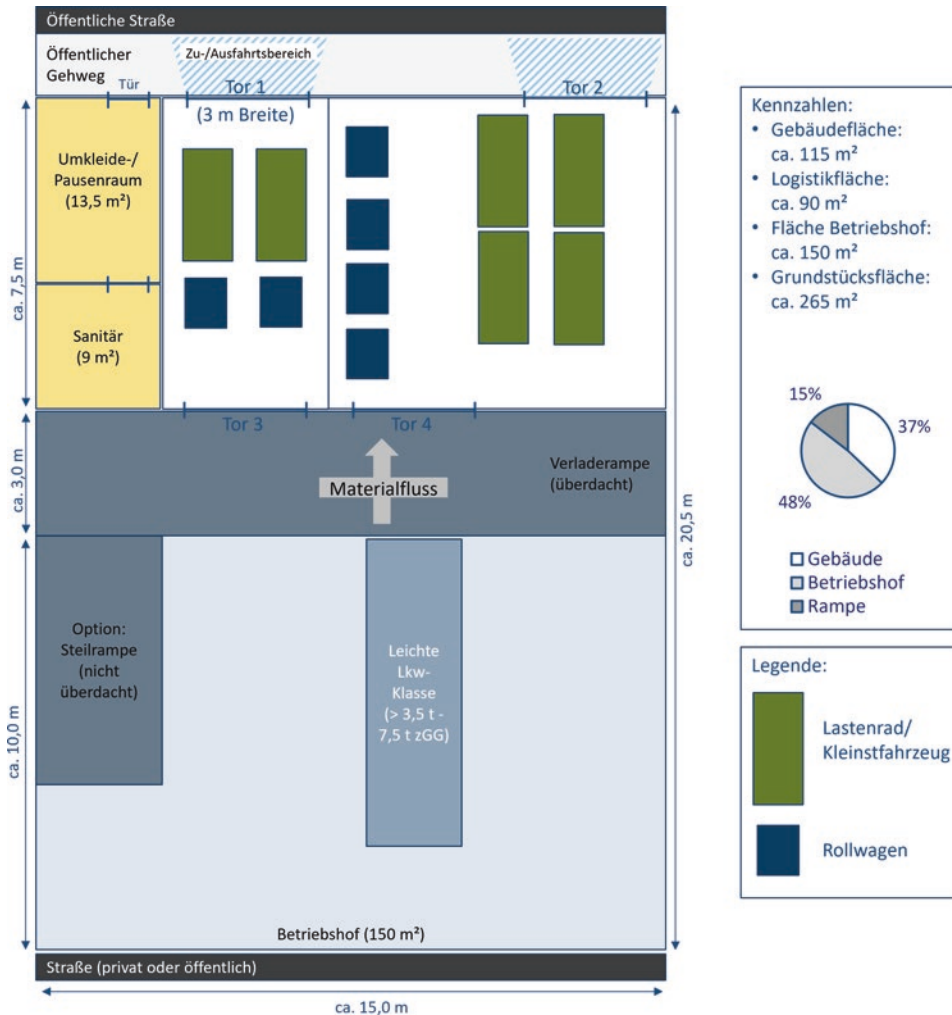 Öffentliche Straße
Öffentlicher
Gehweg
Zu-/Ausfahrtsbereich
Tür
Tor 1
(3 m Breite)
Tor 2
Umkleide-/
Pausenraum
(13,5 m²)
Sanitär
(9 m²)
ca. 7,5 m
Tor 3
Tor 4
ca. 3,0 m
Materialfluss
Verladerampe
(überdacht)
ca. 20,5 m
Option:
Steilrampe
(nicht
überdacht)
Leichte
Lkw-
Klasse
(> 3,5 t -
7,5 t zGG)
ca. 10,0 m
Betriebshof (150 m²)
Straße (privat oder öffentlich)
ca. 15,0 m
Kennzahlen:
• Gebäudefläche:
ca. 115 m²
• Logistikfläche:
ca. 90 m²
• Fläche Betriebshof:
ca. 150 m²
• Grundstücksfläche:
ca. 265 m²
15%
37%
48%
Gebäude
Betriebshof
Rampe
Legende:
Lastenrad/
Kleinstfahrzeug
Rollwagen